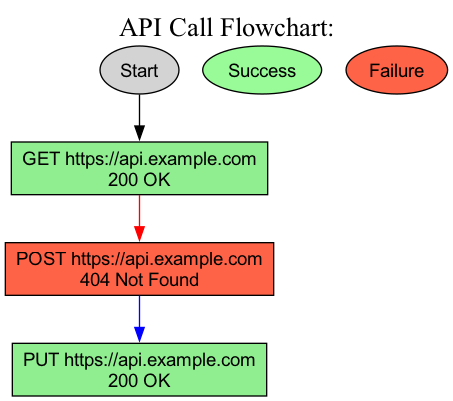 API Call Flowchart:
Start
Success
Failure
GET https://api.example.com
200 OK
POST https://api.example.com
404 Not Found
PUT https://api.example.com
200 OK